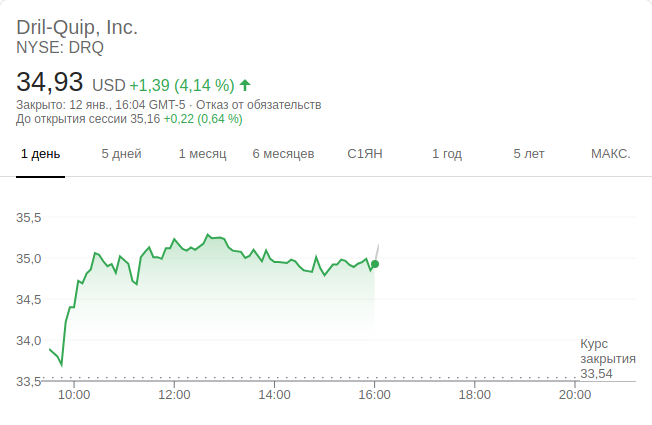 Dril-Quip, Inc.
NYSE: DRQ
34,93 USD +1,39 (4,14 %)
Закрыто: 12 янв., 16:04 GMT-5 · Отказ от обязательств
До открытия сессии 35,16 +0,22 (0,64 %)
1 день 5 дней 1 месяц 6 месяцев С1ЯН 1 год 5 лет МАКС.
35,5
35,0
34,5
34,0
33,5
Курс
закрытия
33,54
10:00 12:00 14:00 16:00 18:00 20:00